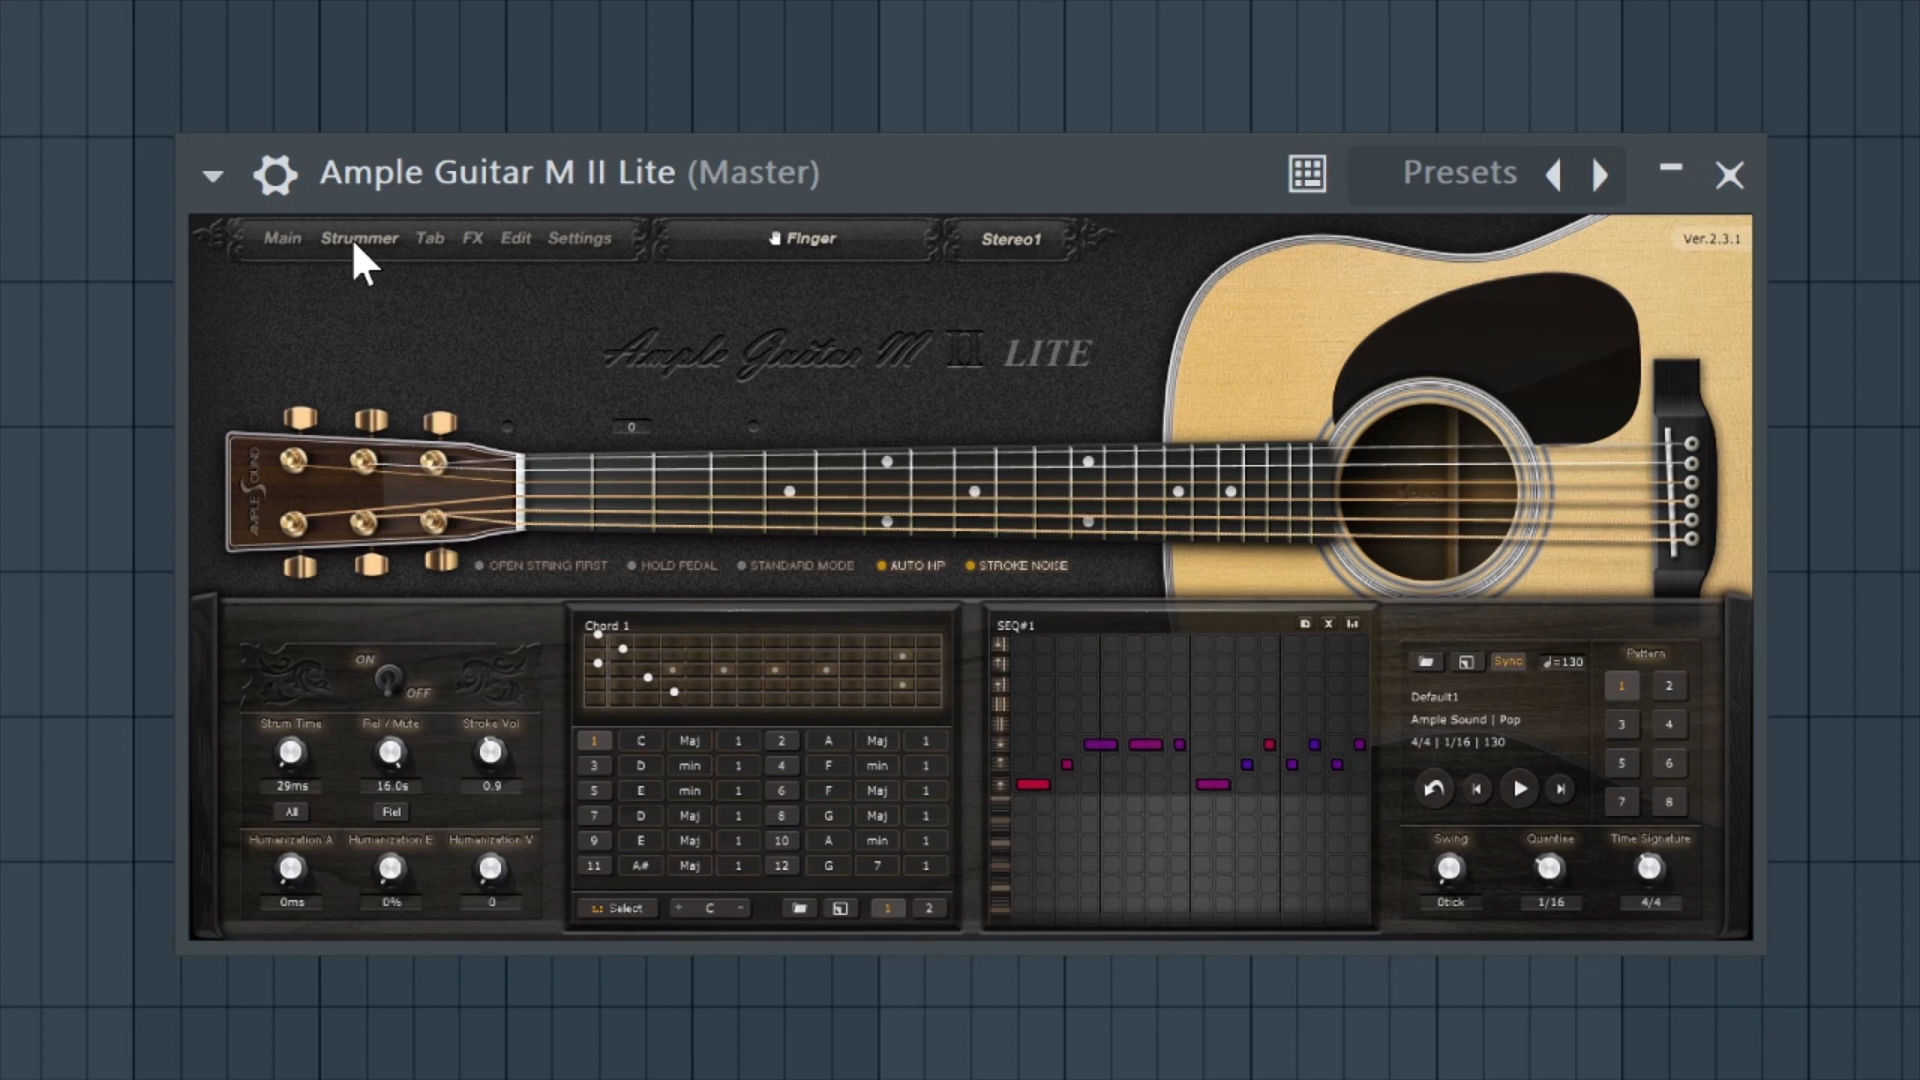 Ample Guitar M II Lite (Master)
Presets
Main Strummer Tab FX Edit Settings
Finger
Stereo1
Ver.2.3.1
Ample Guitar M II LITE
0
AMPLE SOUND
OPEN STRING FIRST HOLD PEDAL STANDARD MODE AUTO HP STROKE NOISE
ON
OFF
Strum Time Rel / Mute Stroke Vol
29ms 16.0s 0.9
All Rel
Humanization A Humanization E Humanization V
0ms 0% 0
Chord 1
1 C Maj 1 2 A Maj 1
3 D min 1 4 F min 1
5 E min 1 6 F Maj 1
7 D Maj 1 8 G Maj 1
9 E Maj 1 10 A min 1
11 A# Maj 1 12 G 7 1
Select + C - 1 2
SEQ#1
X
Sync ♩=130
Default1
Ample Sound | Pop
4/4 | 1/16 | 130
Pattern
1 2
3 4
5 6
7 8
Swing Quantise Time Signature
0tick 1/16 4/4